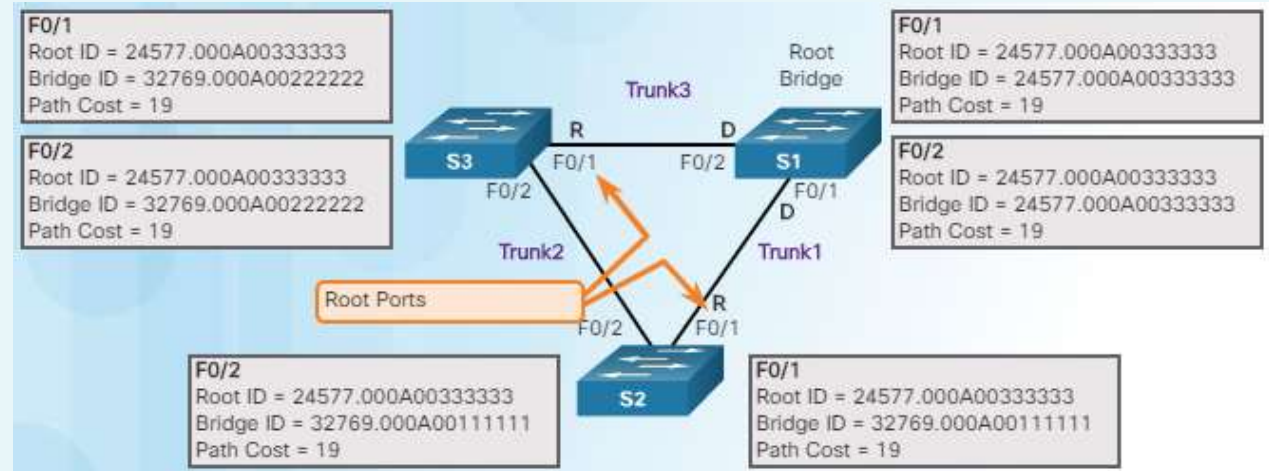 F0/1
Root ID = 24577.000A00333333
Bridge ID = 32769.000A00222222
Path Cost = 19
F0/1
Root ID = 24577.000A00333333
Bridge ID = 24577.000A00333333
Path Cost = 19
Root
Bridge
Trunk3
R
D
S3
F0/1
F0/2
S1
F0/2
F0/1
D
F0/2
Root ID = 24577.000A00333333
Bridge ID = 32769.000A00222222
Path Cost = 19
F0/2
Root ID = 24577.000A00333333
Bridge ID = 24577.000A00333333
Path Cost = 19
Trunk2
Trunk1
Root Ports
R
F0/2
F0/1
S2
F0/2
Root ID = 24577.000A00333333
Bridge ID = 32769.000A00111111
Path Cost = 19
F0/1
Root ID = 24577.000A00333333
Bridge ID = 32769.000A00111111
Path Cost = 19